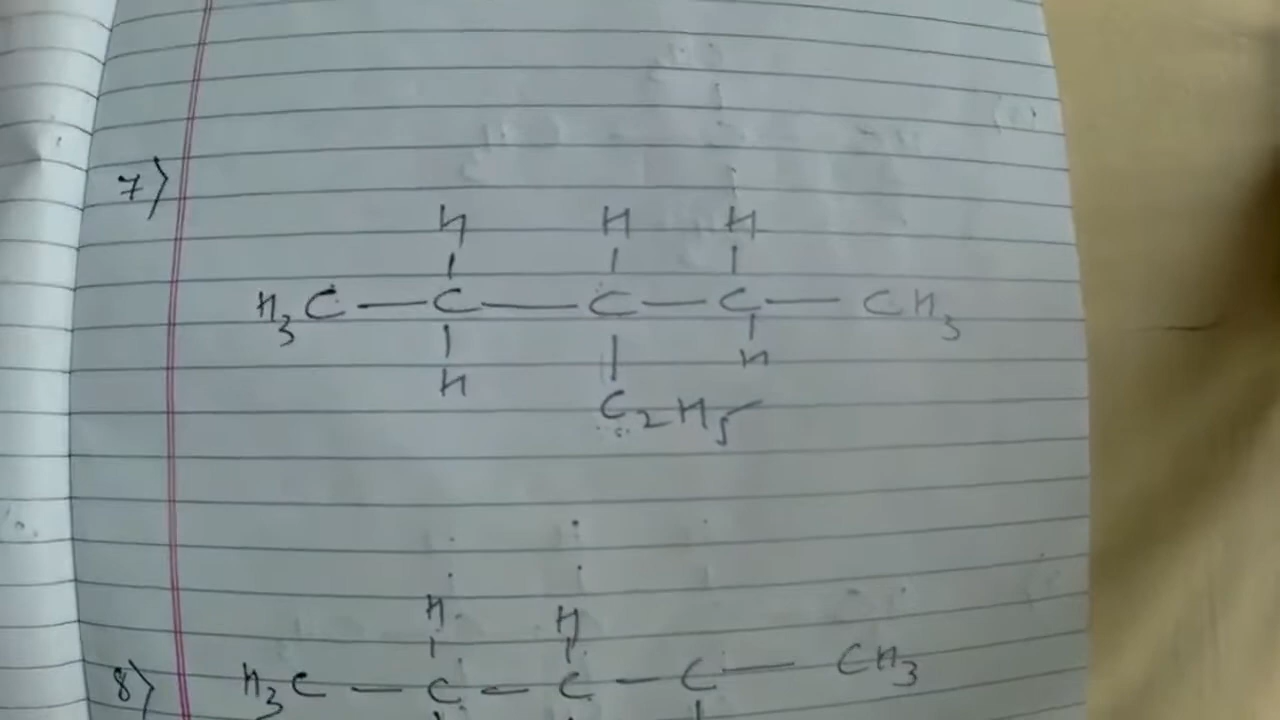 7)
H H H
H₃C — C — C — C — CH₃
H C₂H₅ H
8)
H H
H₃C — C — C — C — CH₃